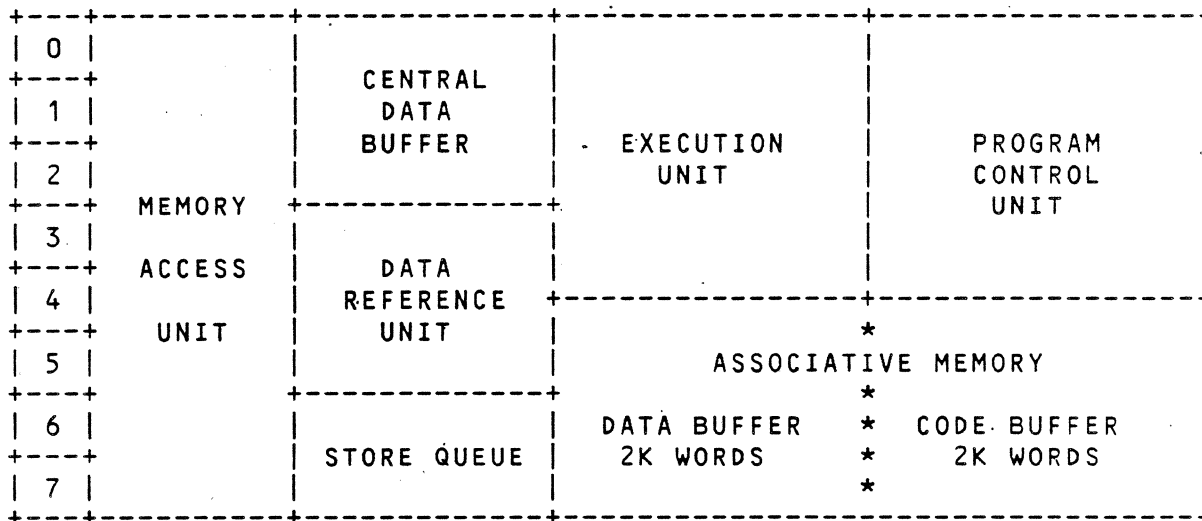 0
1
2
3
4
5
6
7
MEMORY
ACCESS
UNIT
CENTRAL
DATA
BUFFER
DATA
REFERENCE
UNIT
STORE QUEUE
EXECUTION
UNIT
PROGRAM
CONTROL
UNIT
ASSOCIATIVE MEMORY
DATA BUFFER
2K WORDS
CODE BUFFER
2K WORDS